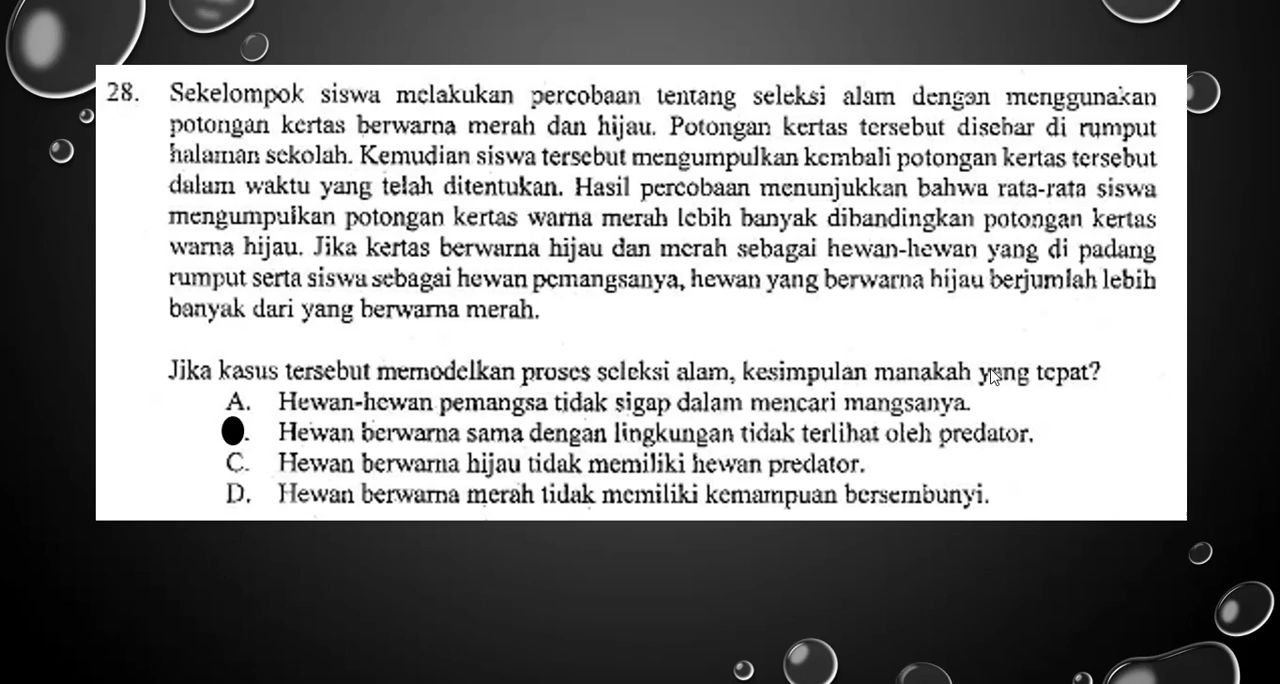 28. Sekelompok siswa melakukan percobaan tentang seleksi alam dengan menggunakan
potongan kertas berwarna merah dan hijau. Potongan kertas tersebut disebar di rumput
halaman sekolah. Kemudian siswa tersebut mengumpulkan kembali potongan kertas tersebut
dalam waktu yang telah ditentukan. Hasil percobaan menunjukkan bahwa rata-rata siswa
mengumpulkan potongan kertas warna merah lebih banyak dibandingkan potongan kertas
warna hijau. Jika kertas berwarna hijau dan merah sebagai hewan-hewan yang di padang
rumput serta siswa sebagai hewan pemangsanya, hewan yang berwarna hijau berjumlah lebih
banyak dari yang berwarna merah.
Jika kasus tersebut memodelkan proses seleksi alam, kesimpulan manakah yang tepat?
A. Hewan-hewan pemangsa tidak sigap dalam mencari mangsanya.
Hewan berwarna sama dengan lingkungan tidak terlihat oleh predator.
C. Hewan berwarna hijau tidak memiliki hewan predator.
D. Hewan berwarna merah tidak memiliki kemampuan bersembunyi.